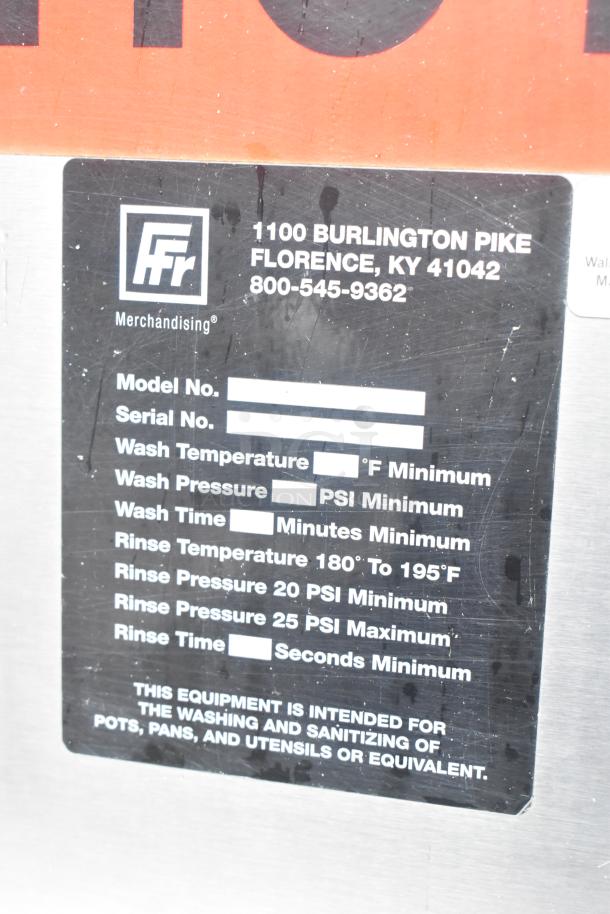 FFr
Merchandising®
1100 BURLINGTON PIKE
FLORENCE, KY 41042
800-545-9362
Model No.
Serial No.
Wash Temperature °F Minimum
Wash Pressure PSI Minimum
Wash Time Minutes Minimum
Rinse Temperature 180° To 195°F
Rinse Pressure 20 PSI Minimum
Rinse Pressure 25 PSI Maximum
Rinse Time Seconds Minimum
THIS EQUIPMENT IS INTENDED FOR
THE WASHING AND SANITIZING OF
POTS, PANS, AND UTENSILS OR EQUIVALENT.